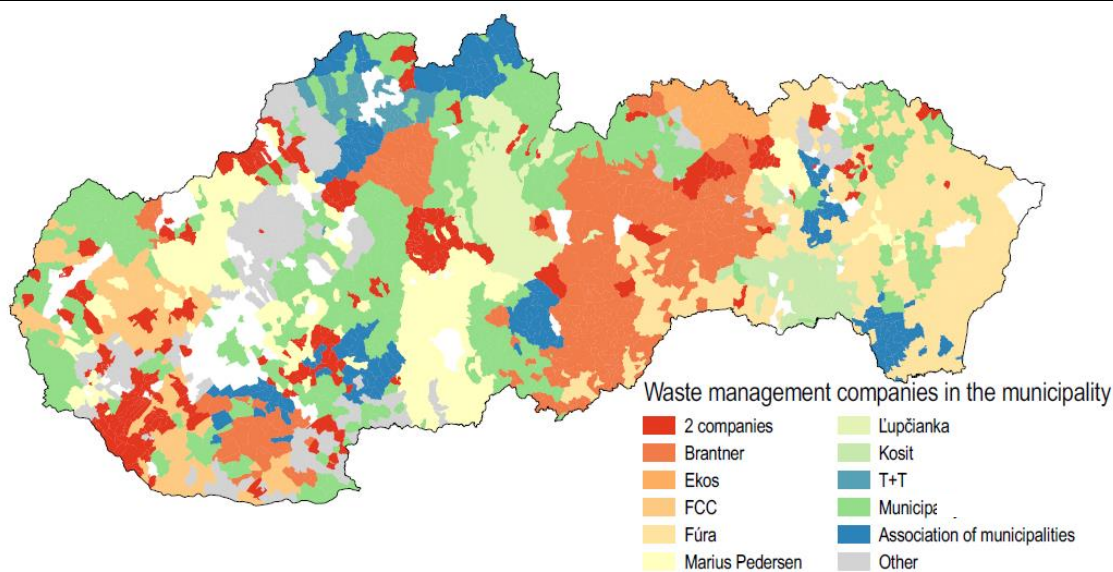 Waste management companies in the municipality
2 companies
Brantner
Ekos
FCC
Fúra
Marius Pedersen
Ľupčianka
Kosit
T+T
Association of municipalities
Other